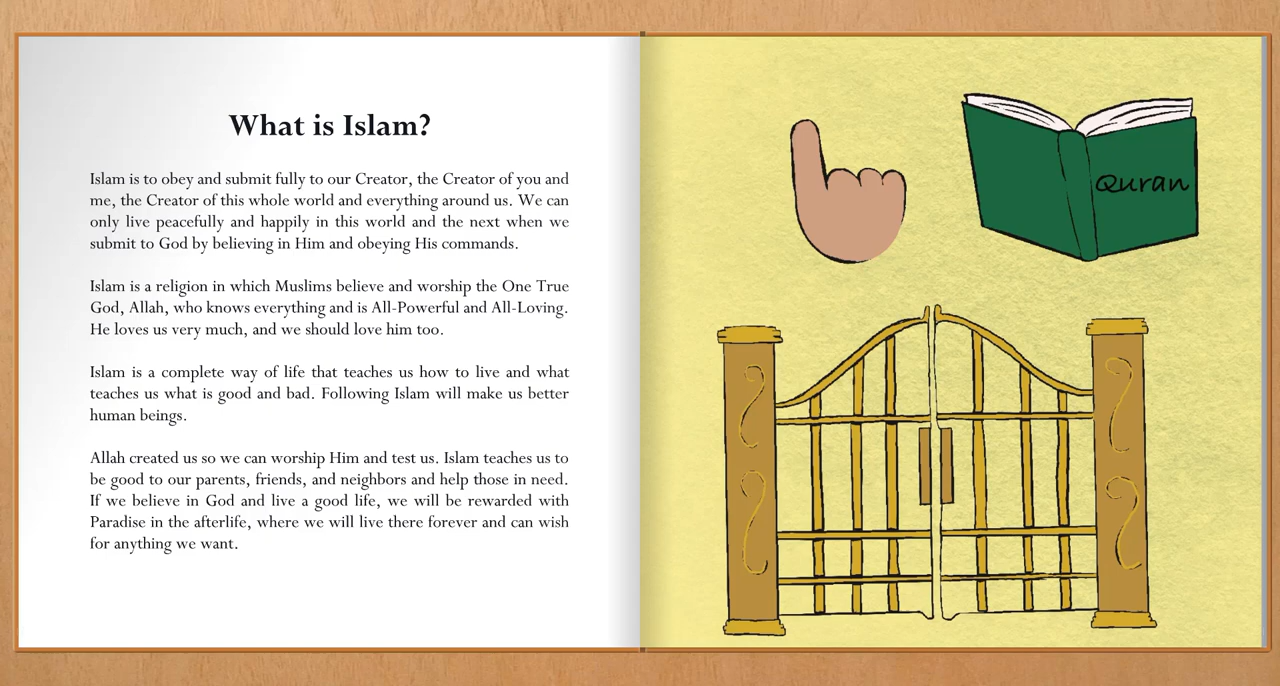 What is Islam?
Islam is to obey and submit fully to our Creator, the Creator of you and
me, the Creator of this whole world and everything around us. We can
only live peacefully and happily in this world and the next when we
submit to God by believing in Him and obeying His commands.
Islam is a religion in which Muslims believe and worship the One True
God, Allah, who knows everything and is All-Powerful and All-Loving.
He loves us very much, and we should love him too.
Islam is a complete way of life that teaches us how to live and what
teaches us what is good and bad. Following Islam will make us better
human beings.
Allah created us so we can worship Him and test us. Islam teaches us to
be good to our parents, friends, and neighbors and help those in need.
If we believe in God and live a good life, we will be rewarded with
Paradise in the afterlife, where we will live there forever and can wish
for anything we want.
Quran